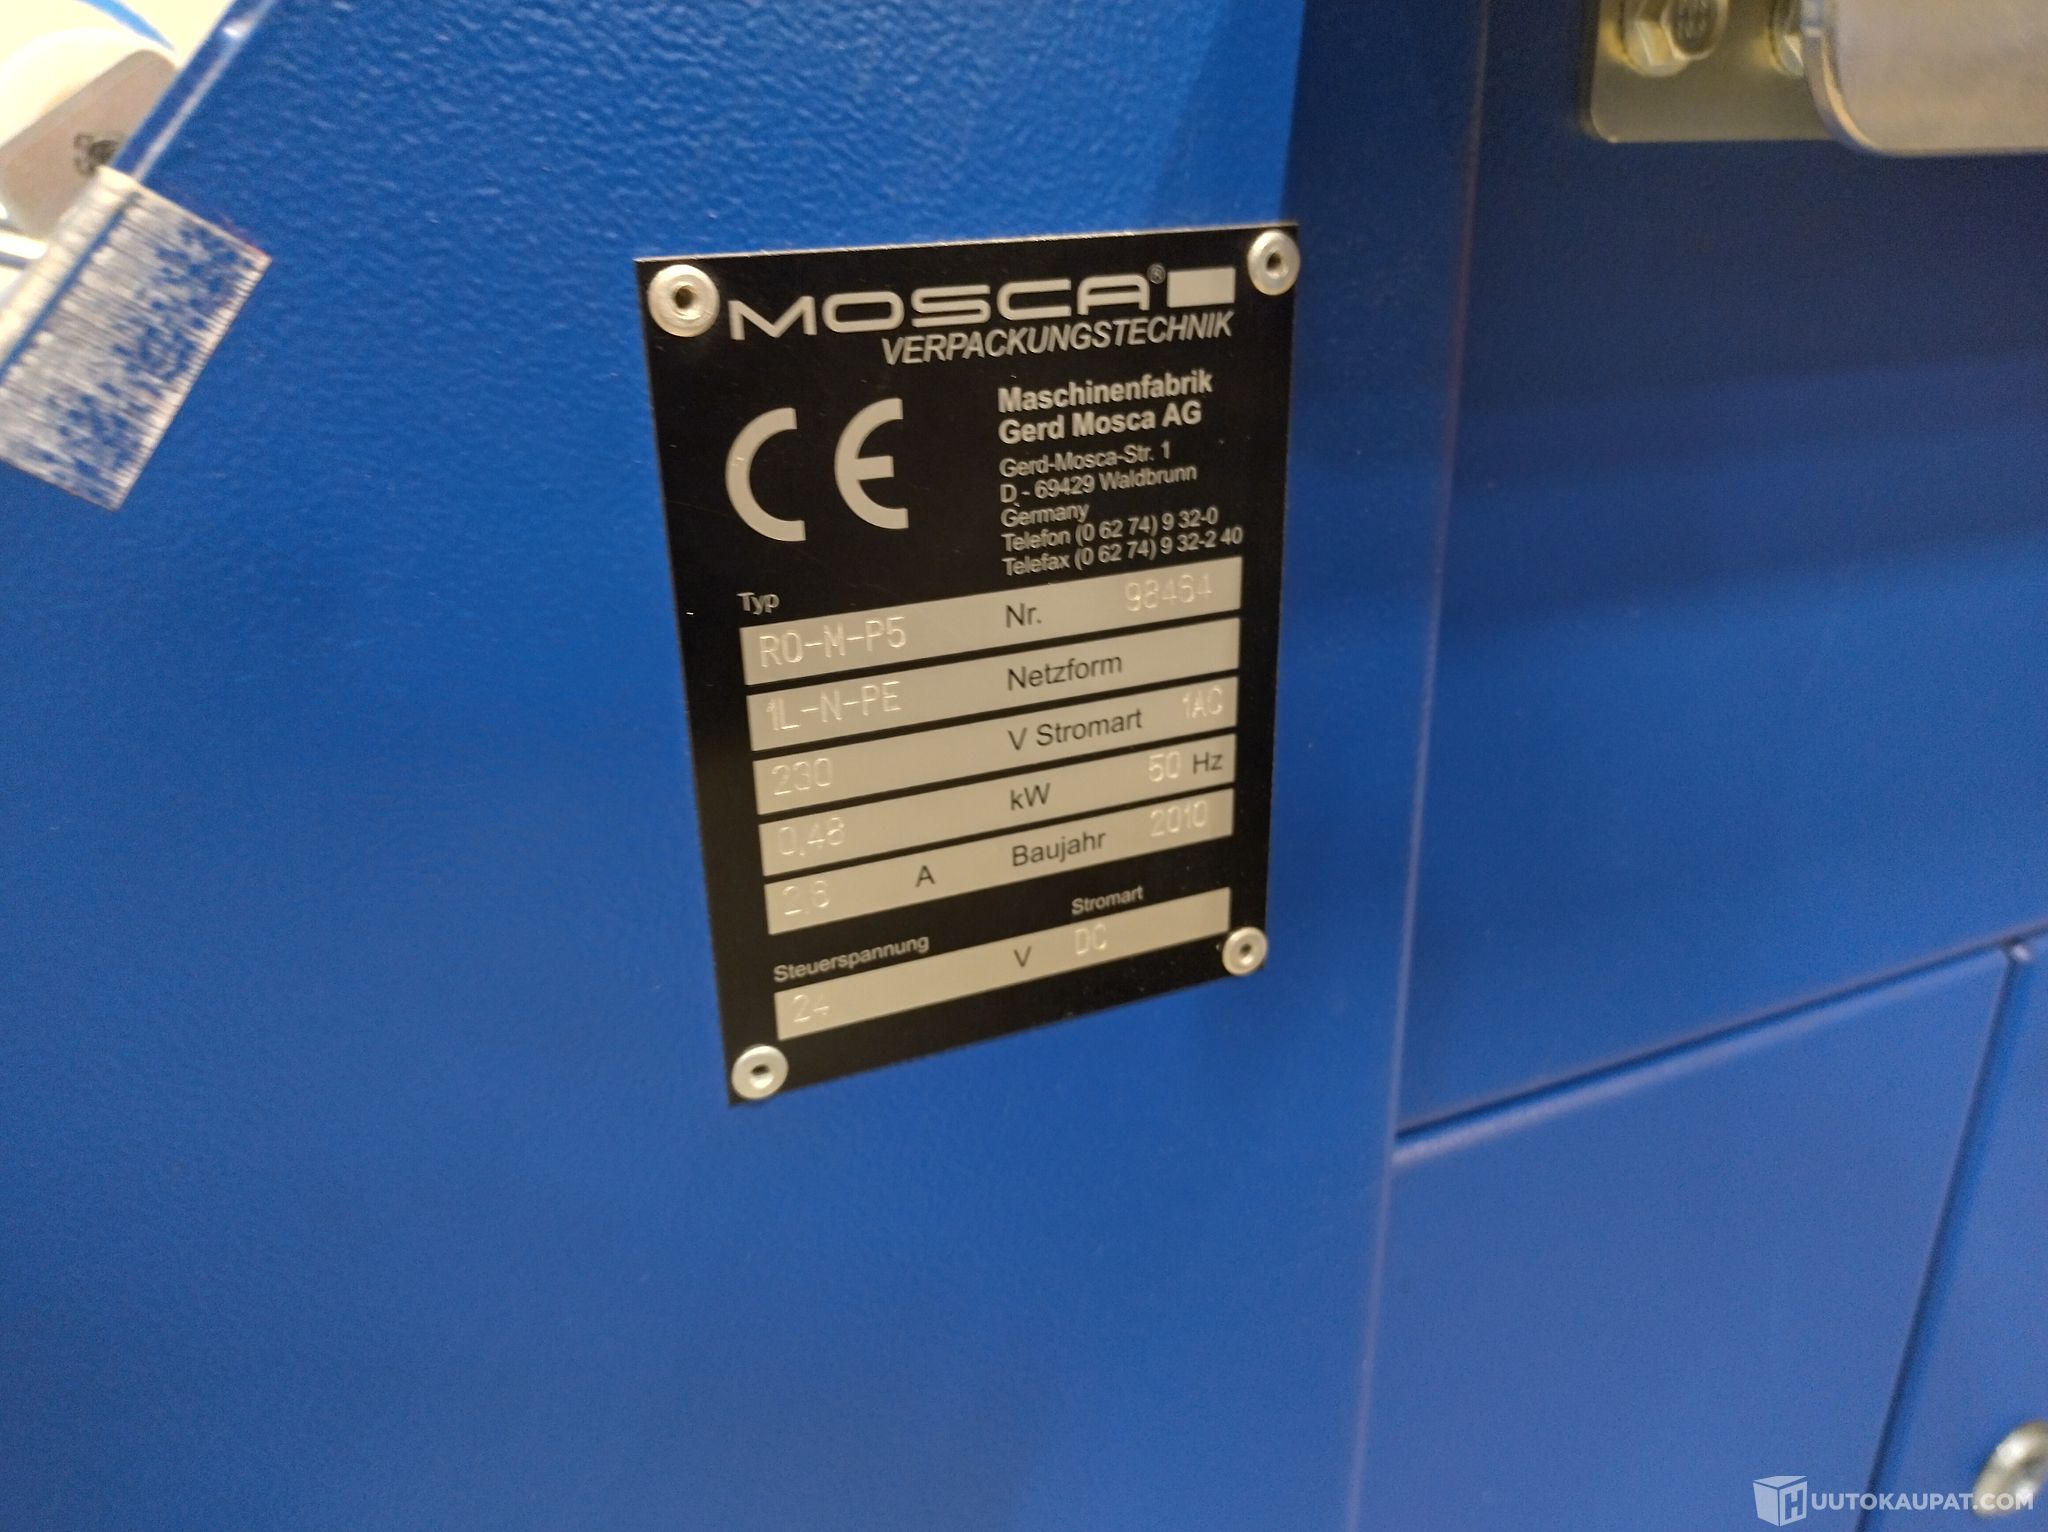 MOSCA®
VERPACKUNGSTECHNIK
CE
Maschinenfabrik
Gerd Mosca AG
Gerd-Mosca-Str. 1
D - 69429 Waldbrunn
Germany
Telefon (0 62 74) 9 32-0
Telefax (0 62 74) 9 32-2 40
Typ
RO-M-P5 Nr. 98464
1L-N-PE Netzform
230 V Stromart 1AC
0,48 kW 50 Hz
2,8 A Baujahr 2010
Steuerspannung Stromart
24 V DC
HUUTOKAUPAT.COM